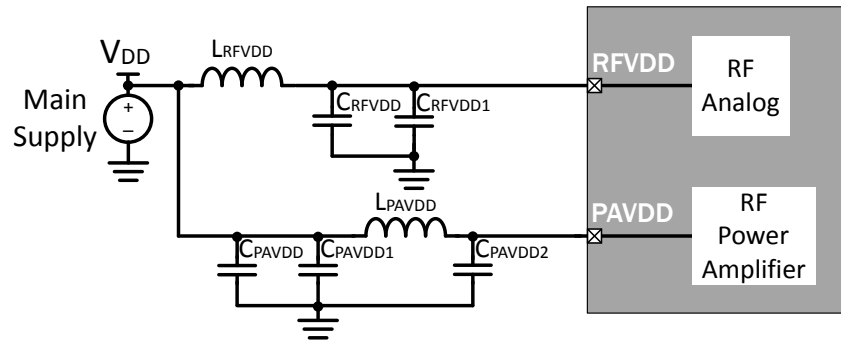 VDD
LRFVDD
Main
Supply
+
–
CRFVDD
CRFVDD1
RFVDD
RF
Analog
LPAVDD
CPAVDD
CPAVDD1
CPAVDD2
PAVDD
RF
Power
Amplifier